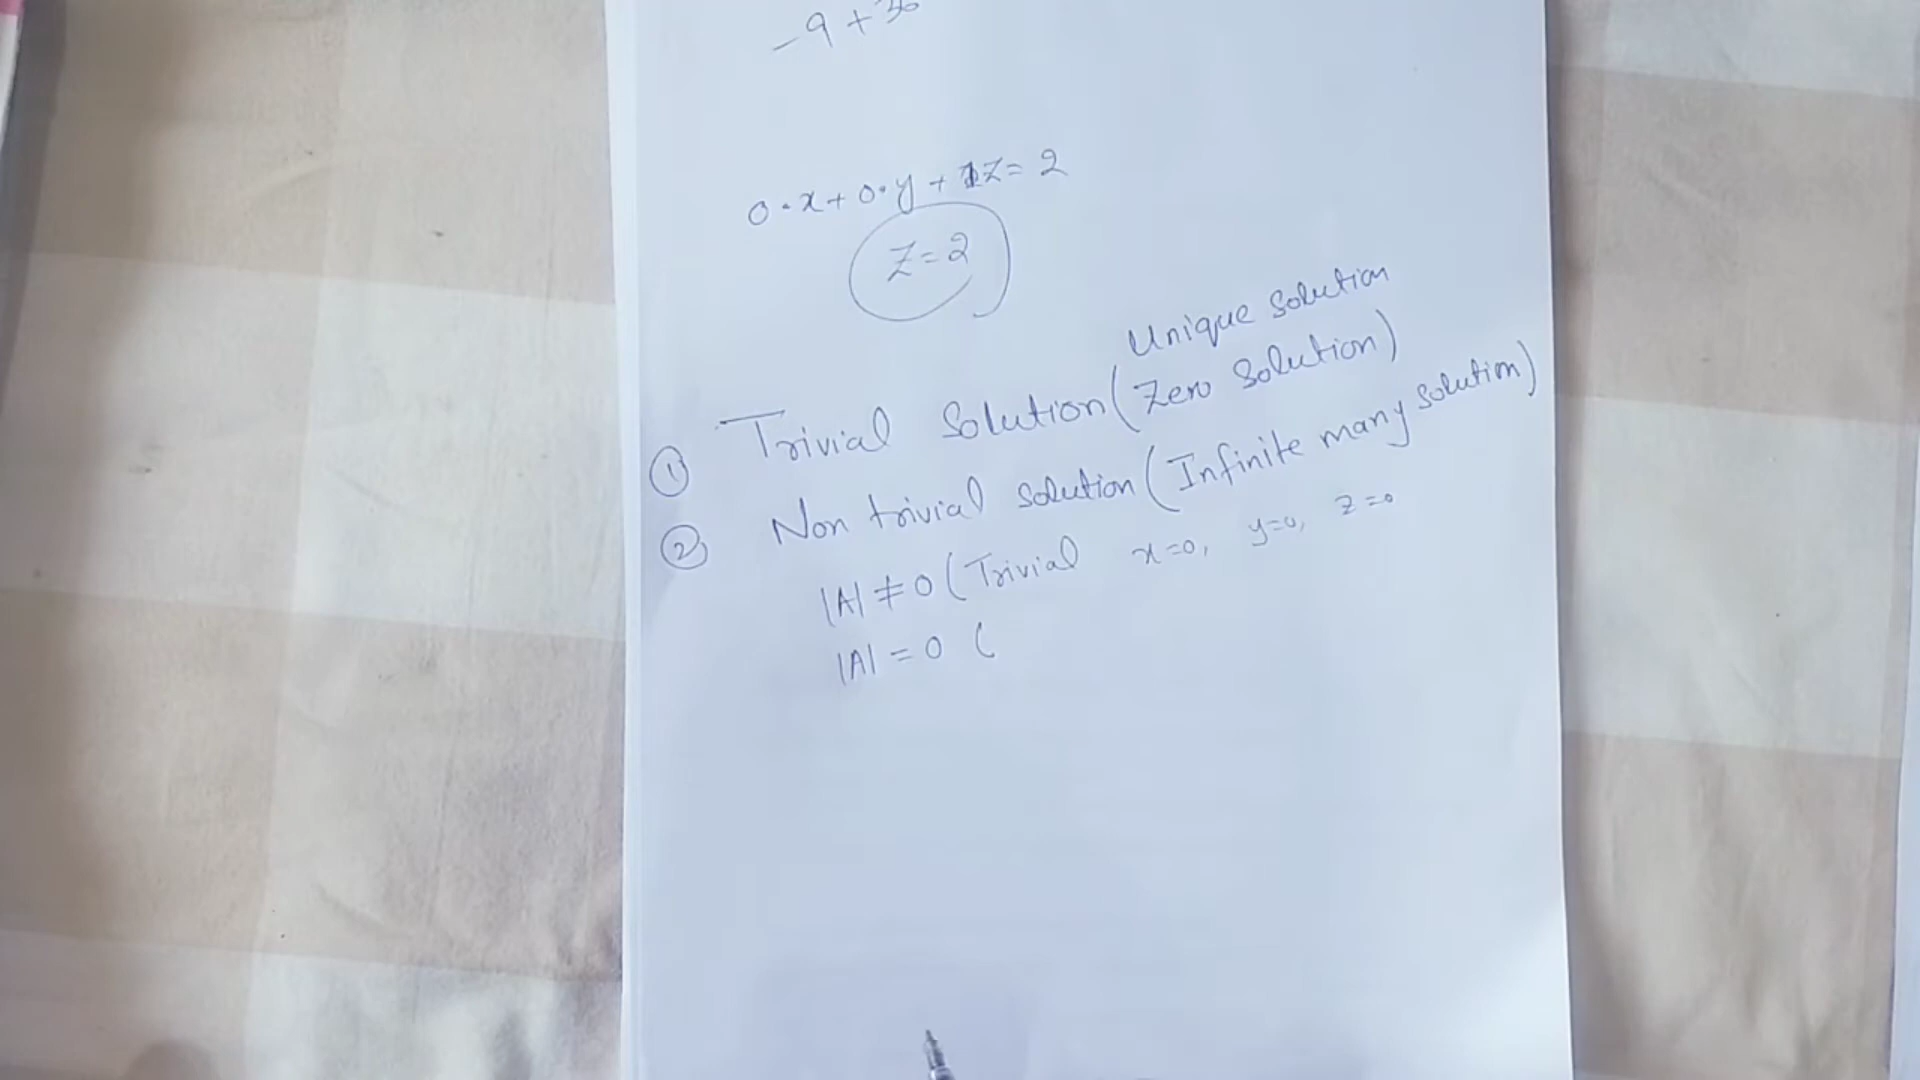 -9+36
0·x+0·y+1z=2
z=2
Unique Solution
① Trivial Solution (Zero Solution)
② Non trivial solution (Infinite many solution)
|A| ≠ 0 (Trivial x=0, y=0, z=0
|A| = 0 (